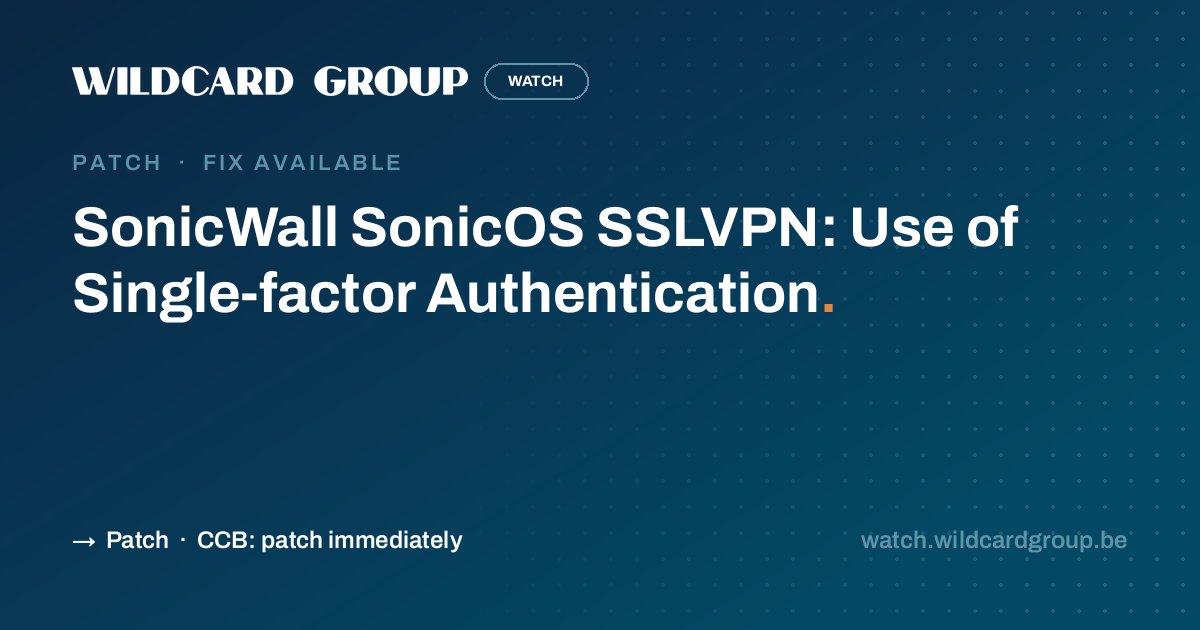 WILDCARD GROUP WATCH
PATCH · FIX AVAILABLE
SonicWall SonicOS SSLVPN: Use of
Single-factor Authentication.
→ Patch · CCB: patch immediately
watch.wildcardgroup.be